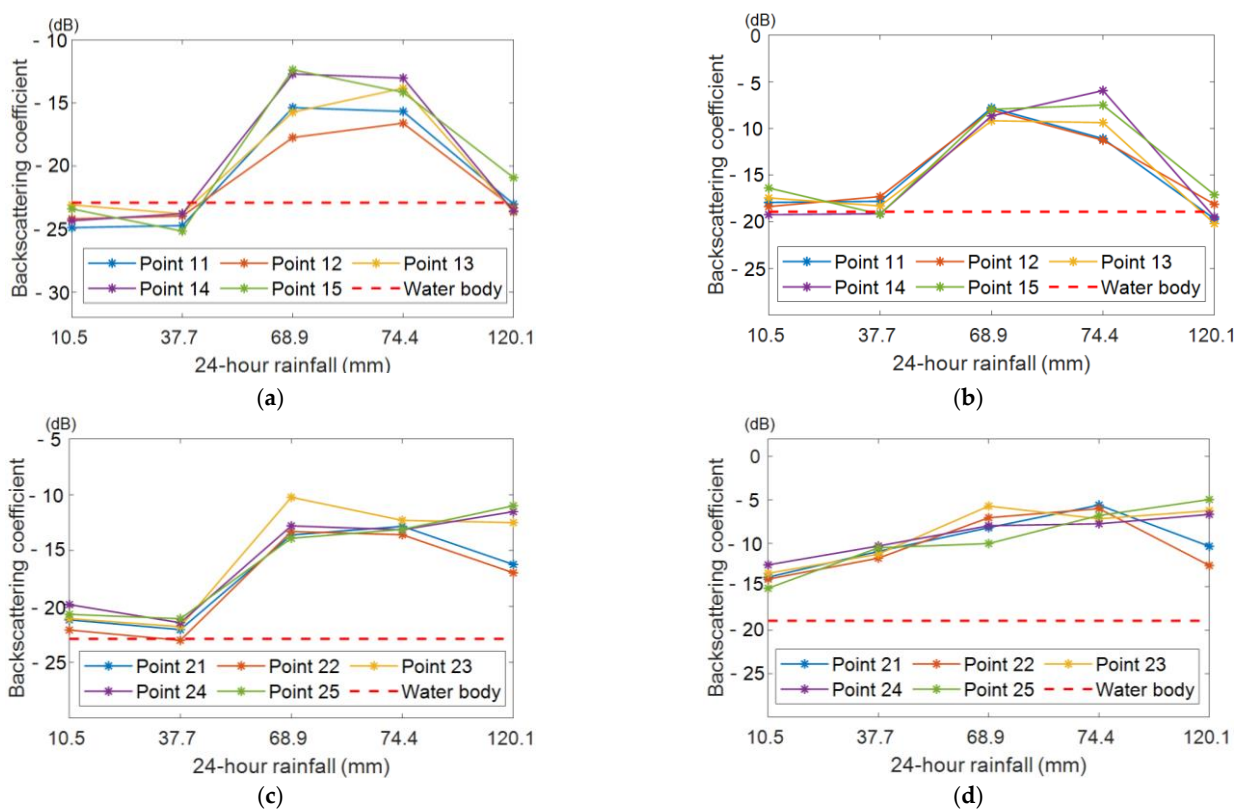 (dB)
Backscattering coefficient
- 10
- 15
- 20
- 25
- 30
Point 11 Point 12 Point 13
Point 14 Point 15 Water body
10.5 37.7 68.9 74.4 120.1
24-hour rainfall (mm)
(a)
(dB)
Backscattering coefficient
0
- 5
- 10
- 15
- 20
- 25
Point 11 Point 12 Point 13
Point 14 Point 15 Water body
10.5 37.7 68.9 74.4 120.1
24-hour rainfall (mm)
(b)
(dB)
Backscattering coefficient
- 5
- 10
- 15
- 20
- 25
Point 21 Point 22 Point 23
Point 24 Point 25 Water body
10.5 37.7 68.9 74.4 120.1
24-hour rainfall (mm)
(c)
(dB)
Backscattering coefficient
0
- 5
- 10
- 15
- 20
- 25
Point 21 Point 22 Point 23
Point 24 Point 25 Water body
10.5 37.7 68.9 74.4 120.1
24-hour rainfall (mm)
(d)